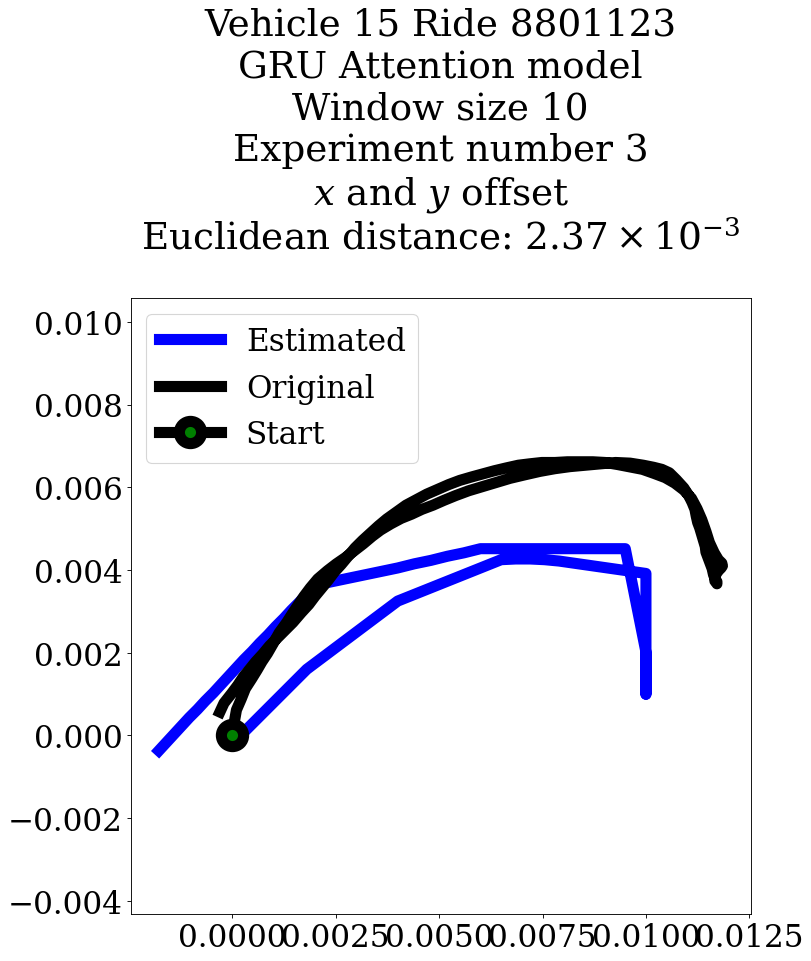 Vehicle 15 Ride 8801123
GRU Attention model
Window size 10
Experiment number 3
x and y offset
Euclidean distance: 2.37 × 10⁻³
Estimated
Original
Start
0.010
0.008
0.006
0.004
0.002
0.000
−0.002
−0.004
0.0000 0.0025 0.0050 0.0075 0.0100 0.0125